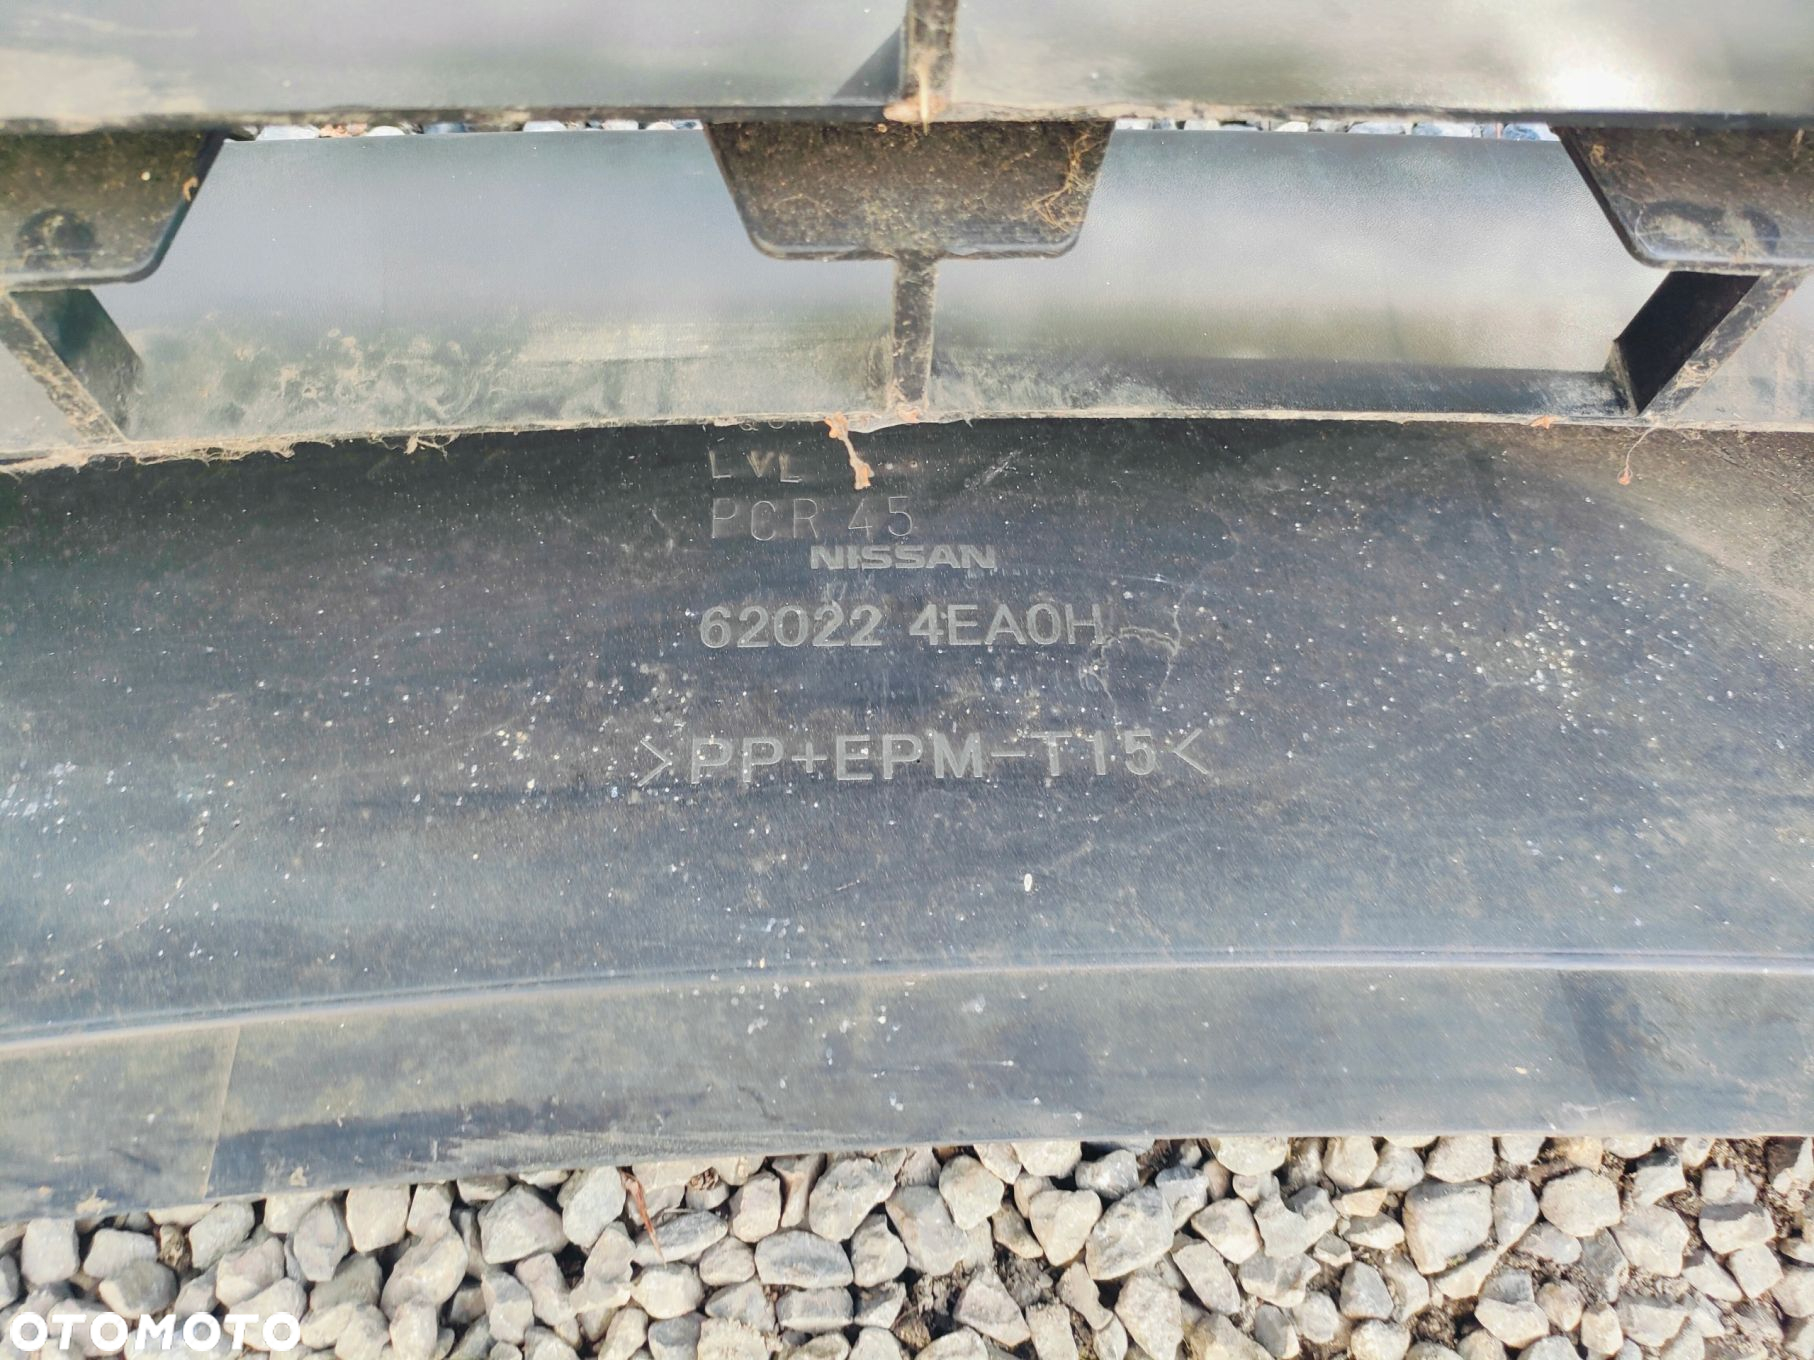 LVL
PCR 45
NISSAN
62022 4EA0H
>PP+EPM-T15<
OTOMOTO